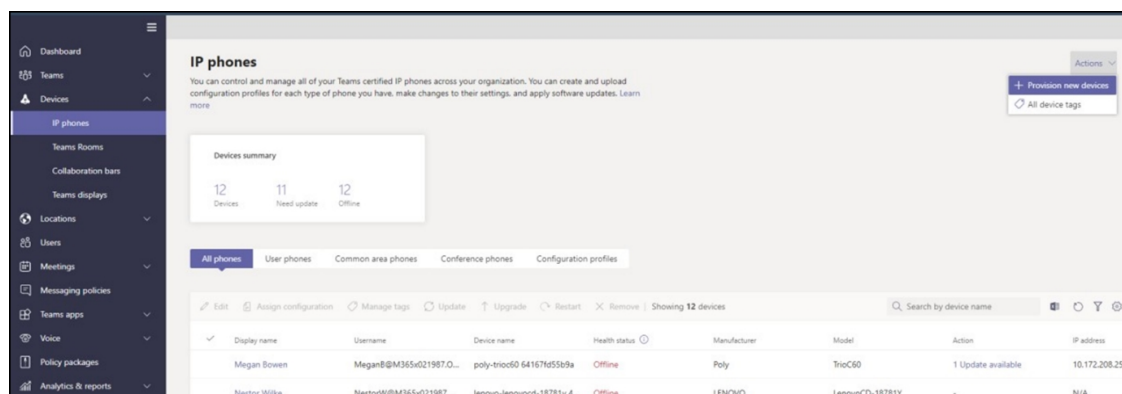 Dashboard
Teams
Devices
IP phones
Teams Rooms
Collaboration bars
Teams displays
Locations
Users
Meetings
Messaging policies
Teams apps
Voice
Policy packages
Analytics & reports
IP phones
You can control and manage all of your Teams certified IP phones across your organization. You can create and upload
configuration profiles for each type of phone you have, make changes to their settings, and apply software updates. Learn
more
Actions
+ Provision new devices
All device tags
Devices summary
12 11 12
Devices Need update Offline
All phones User phones Common area phones Conference phones Configuration profiles
Edit Assign configuration Manage tags Update Upgrade Restart Remove | Showing 12 devices Search by device name
Display name Username Device name Health status Manufacturer Model Action IP address
Megan Bowen MeganB@M365x021987.O... poly-trioc60 64167fd55b9a Offline Poly TrioC60 1 Update available 10.172.208.25
Nestor Wilke NestorW@M365x021987. Offline LENOVO LenovoCD-18781Y - N/A